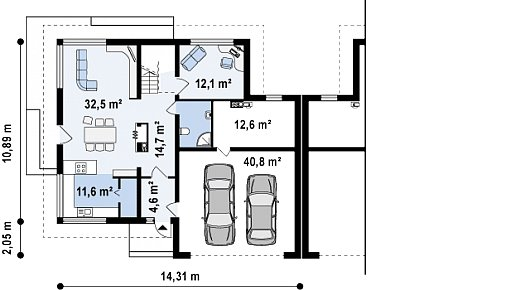 12,1 m²
32,5 m²
12,6 m²
14,7 m²
40,8 m²
11,6 m²
4,6 m²
10,89 m
2,05 m
14,31 m